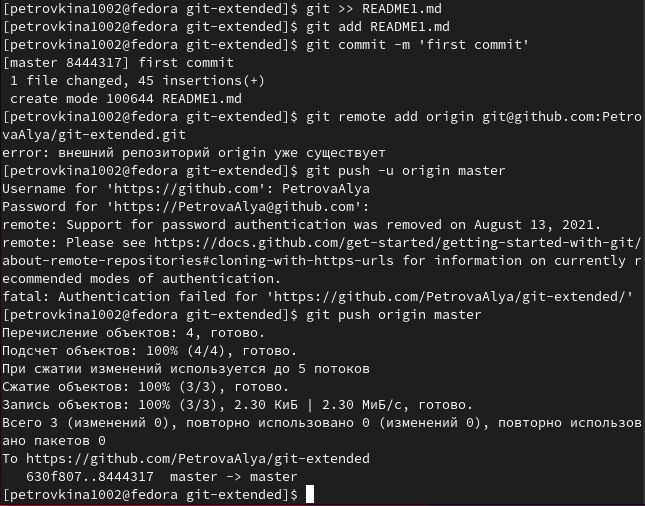 [petrovkina1002@fedora git-extended]$ git >> README1.md
[petrovkina1002@fedora git-extended]$ git add README1.md
[petrovkina1002@fedora git-extended]$ git commit -m 'first commit'
[master 8444317] first commit
 1 file changed, 45 insertions(+)
 create mode 100644 README1.md
[petrovkina1002@fedora git-extended]$ git remote add origin git@github.com:Petro
vaAlya/git-extended.git
error: внешний репозиторий origin уже существует
[petrovkina1002@fedora git-extended]$ git push -u origin master
Username for 'https://github.com': PetrovaAlya
Password for 'https://PetrovaAlya@github.com':
remote: Support for password authentication was removed on August 13, 2021.
remote: Please see https://docs.github.com/get-started/getting-started-with-git/
about-remote-repositories#cloning-with-https-urls for information on currently r
ecommended modes of authentication.
fatal: Authentication failed for 'https://github.com/PetrovaAlya/git-extended/'
[petrovkina1002@fedora git-extended]$ git push origin master
Перечисление объектов: 4, готово.
Подсчет объектов: 100% (4/4), готово.
При сжатии изменений используется до 5 потоков
Сжатие объектов: 100% (3/3), готово.
Запись объектов: 100% (3/3), 2.30 КиБ | 2.30 МиБ/с, готово.
Всего 3 (изменений 0), повторно использовано 0 (изменений 0), повторно использов
ано пакетов 0
To https://github.com/PetrovaAlya/git-extended
   630f807..8444317  master -> master
[petrovkina1002@fedora git-extended]$